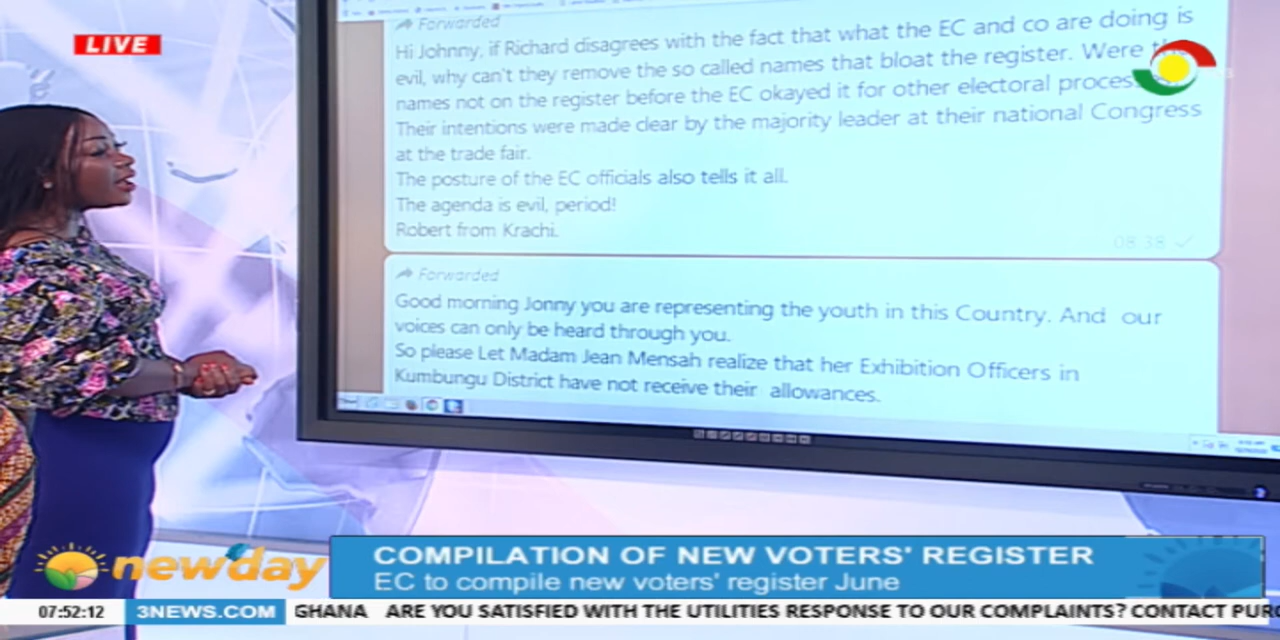 LIVE
Forwarded
Hi Johnny, if Richard disagrees with the fact that what the EC and co are doing is
evil, why can't they remove the so called names that bloat the register. Were
names not on the register before the EC okayed it for other electoral
Their intentions were made clear by the majority leader at their national Congress
at the trade fair.
The posture of the EC officials also tells it all.
The agenda is evil, period!
Robert from Krachi.
08:38
Forwarded
Good morning Jonny you are representing the youth in this Country. And our
voices can only be heard through you.
So please Let Madam Jean Mensah realize that her Exhibition Officers in
Kumbungu District have not receive their allowances.
newday
COMPILATION OF NEW VOTERS' REGISTER
EC to compile new voters' register June
07:52:12
3NEWS.COM
GHANA ARE YOU SATISFIED WITH THE UTILITIES RESPONSE TO OUR COMPLAINTS? CONTACT PUR